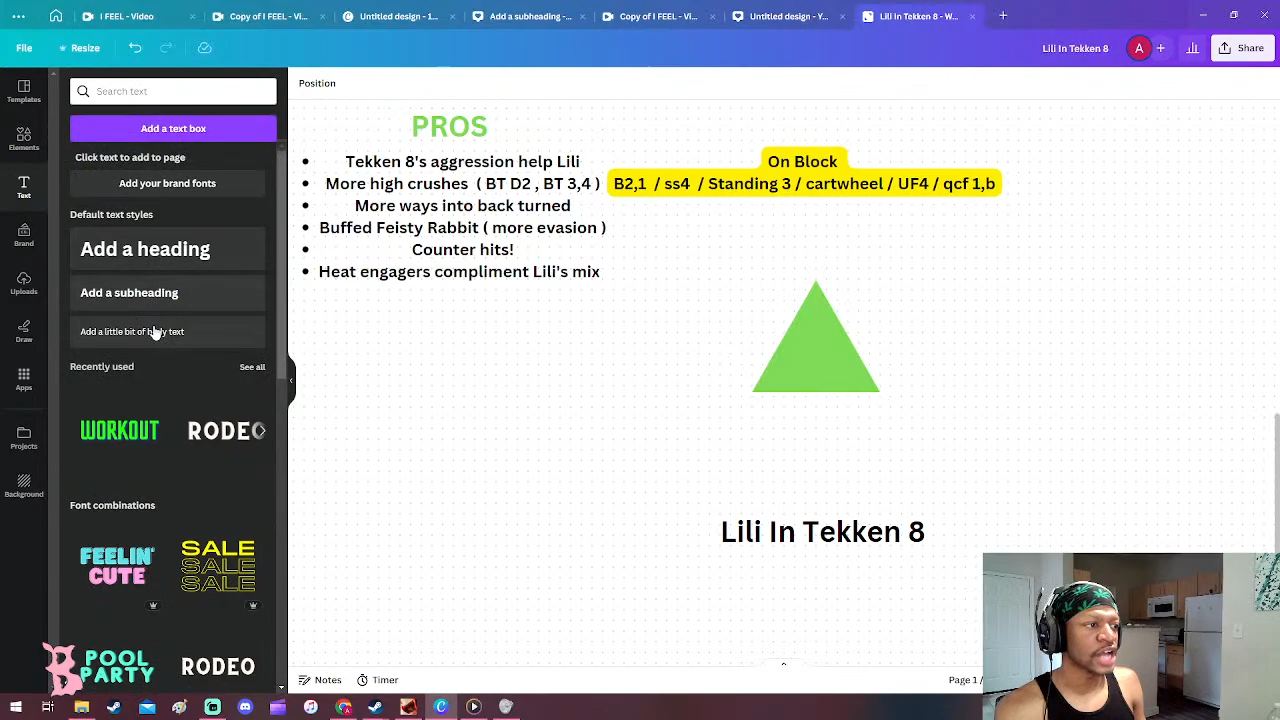 I FEEL - Video
Copy of I FEEL - Video -
Untitled design - 1...
Add a subheading -...
Copy of I FEEL - Video -
Untitled design - Y...
Lili In Tekken 8 - W...
File
Resize
Lili In Tekken 8
A
Share
Templates
Elements
Text
Brand
Uploads
Draw
Apps
Projects
Background
Search text
Add a text box
Click text to add to page
Add your brand fonts
Default text styles
Add a heading
Add a subheading
Add a little bit of body text
Recently used
See all
WORKOUT
RODEO
Font combinations
FEELIN'
CUTE
SALE
SALE
SALE
POOL
PARTY
RODEO
Position
PROS
• Tekken 8's aggression help Lili
• More high crushes ( BT D2 , BT 3,4 )
• More ways into back turned
• Buffed Feisty Rabbit ( more evasion )
• Counter hits!
• Heat engagers compliment Lili's mix
On Block
B2,1 / ss4 / Standing 3 / cartwheel / UF4 / qcf 1,b
Lili In Tekken 8
Notes
Timer
Page 1 /